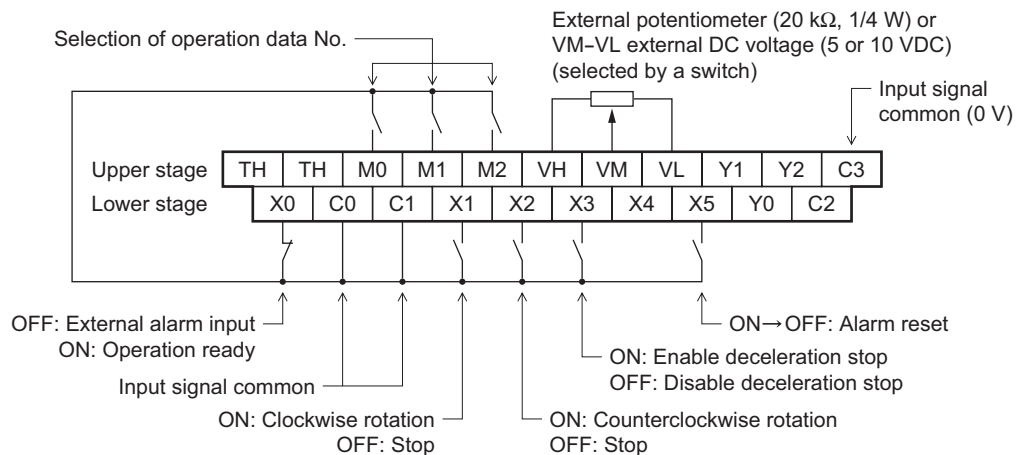 External potentiometer (20 kΩ, 1/4 W) or
VM–VL external DC voltage (5 or 10 VDC)
(selected by a switch)
Selection of operation data No.
Input signal
common (0 V)
Upper stage TH TH M0 M1 M2 VH VM VL Y1 Y2 C3
Lower stage X0 C0 C1 X1 X2 X3 X4 X5 Y0 C2
OFF: External alarm input
ON: Operation ready
ON→OFF: Alarm reset
ON: Enable deceleration stop
OFF: Disable deceleration stop
Input signal common
ON: Clockwise rotation
OFF: Stop
ON: Counterclockwise rotation
OFF: Stop